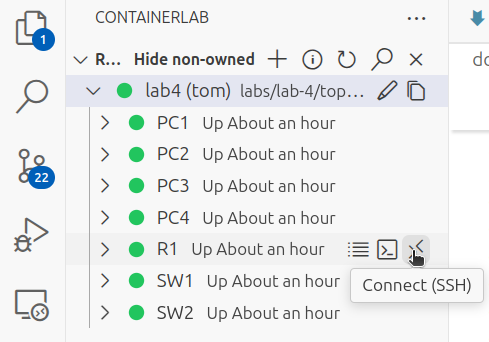 CONTAINERLAB
1
R... Hide non-owned
lab4 (tom) labs/lab-4/top...
PC1 Up About an hour
PC2 Up About an hour
22
PC3 Up About an hour
PC4 Up About an hour
R1 Up About an hour
SW1 Up About an hour
Connect (SSH)
SW2 Up About an hour